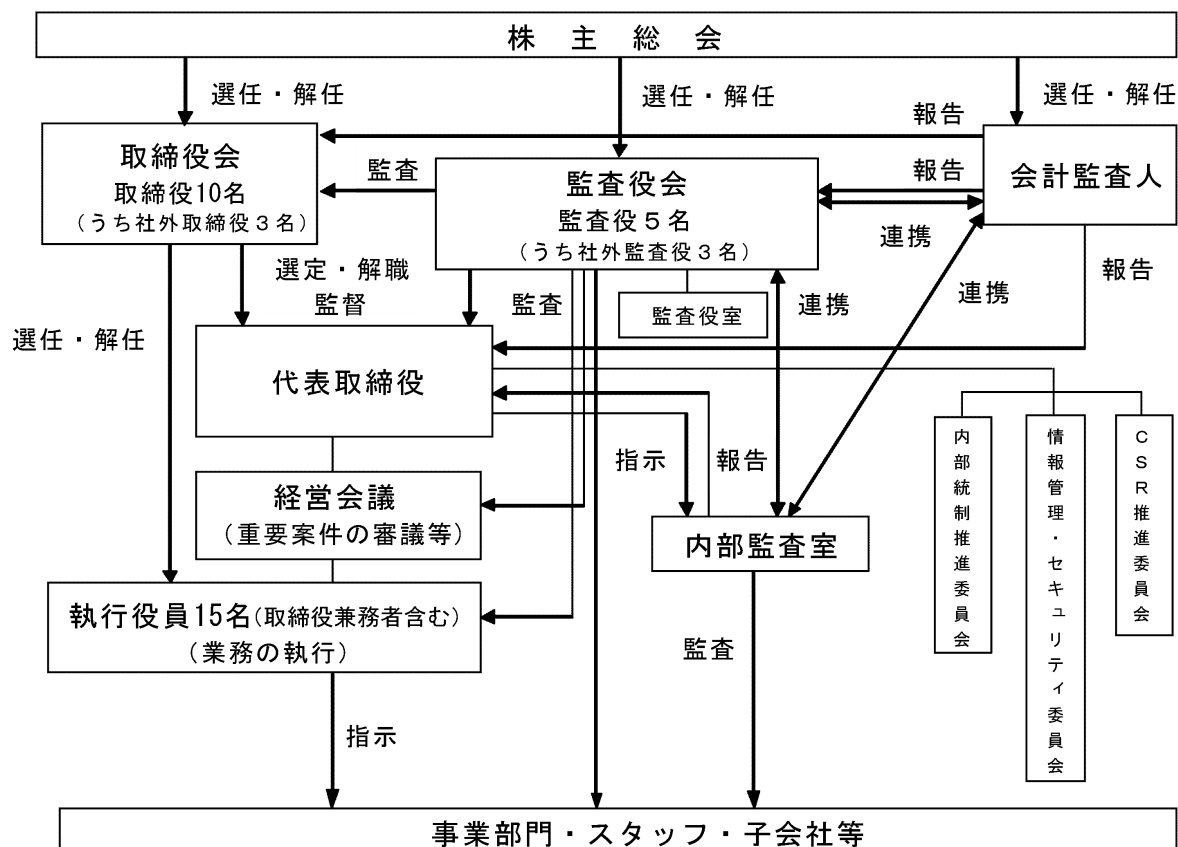 株 主 総 会
選任・解任
選任・解任
選任・解任
取締役会
取締役10名
(うち社外取締役3名)
監査
監査役会
監査役5名
(うち社外監査役3名)
報告
報告
会計監査人
連携
選定・解職
監督
監査
監査役室
連携
連携
報告
選任・解任
代表取締役
指示
報告
経営会議
(重要案件の審議等)
内部監査室
内部統制推進委員会
情報管理・セキュリティ委員会
CSR推進委員会
執行役員15名(取締役兼務者含む)
(業務の執行)
監査
指示
事業部門・スタッフ・子会社等